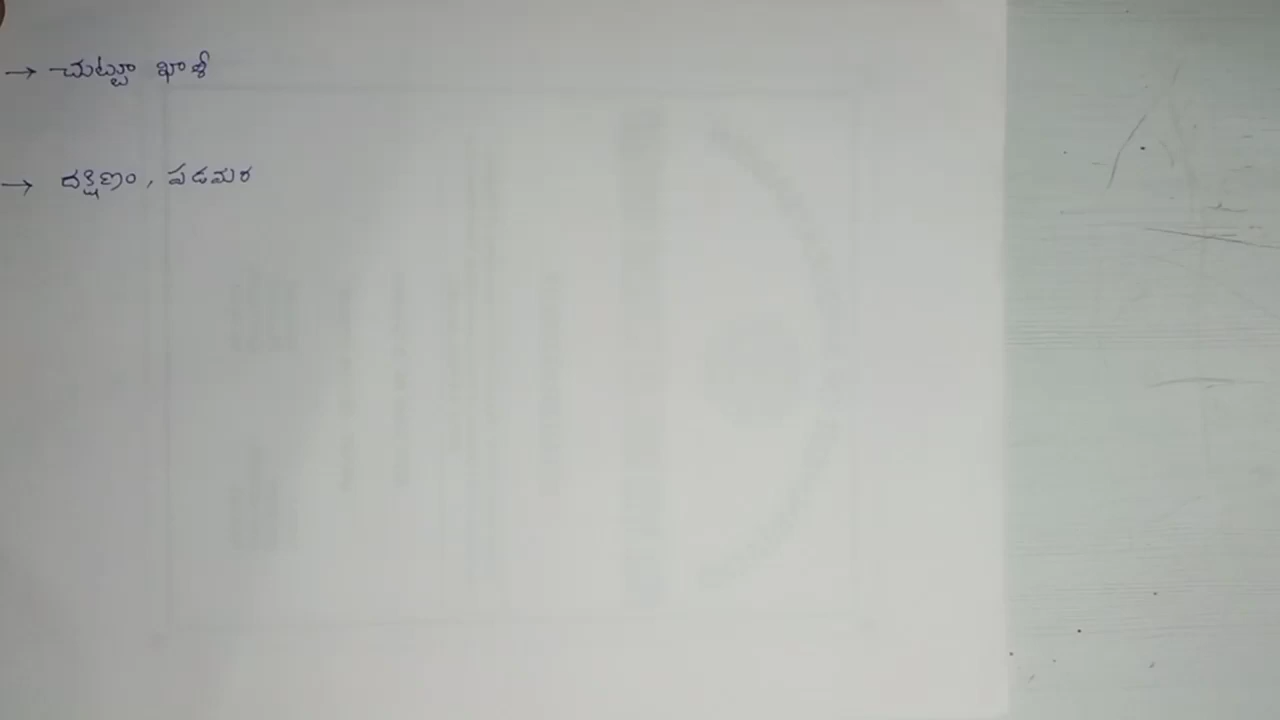 → చుట్టూ ఖాళీ
→ దక్షిణం, పడమర